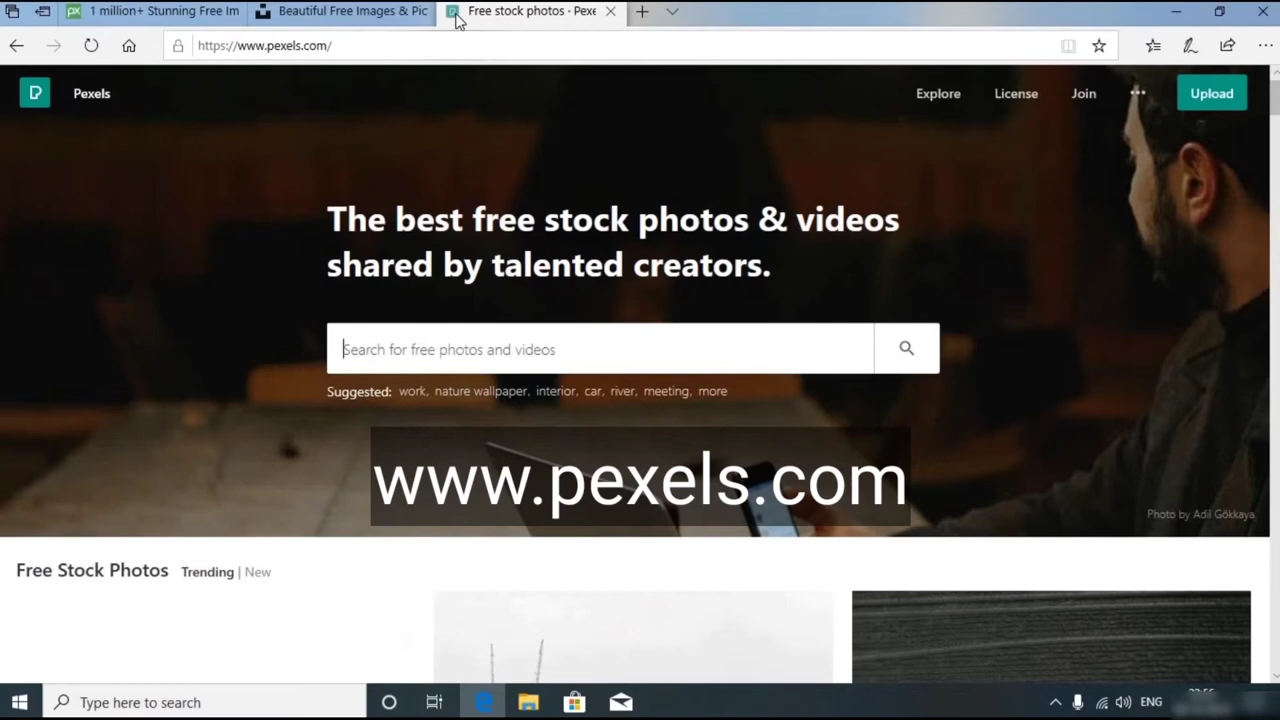 1 million+ Stunning Free Im
Beautiful Free Images & Pic
Free stock photos · Pexe
https://www.pexels.com/
Pexels
Explore
License
Join
Upload
The best free stock photos & videos
shared by talented creators.
Search for free photos and videos
Suggested: work, nature wallpaper, interior, car, river, meeting, more
www.pexels.com
Photo by Adil Gökkaya
Free Stock Photos Trending | New
Type here to search
ENG